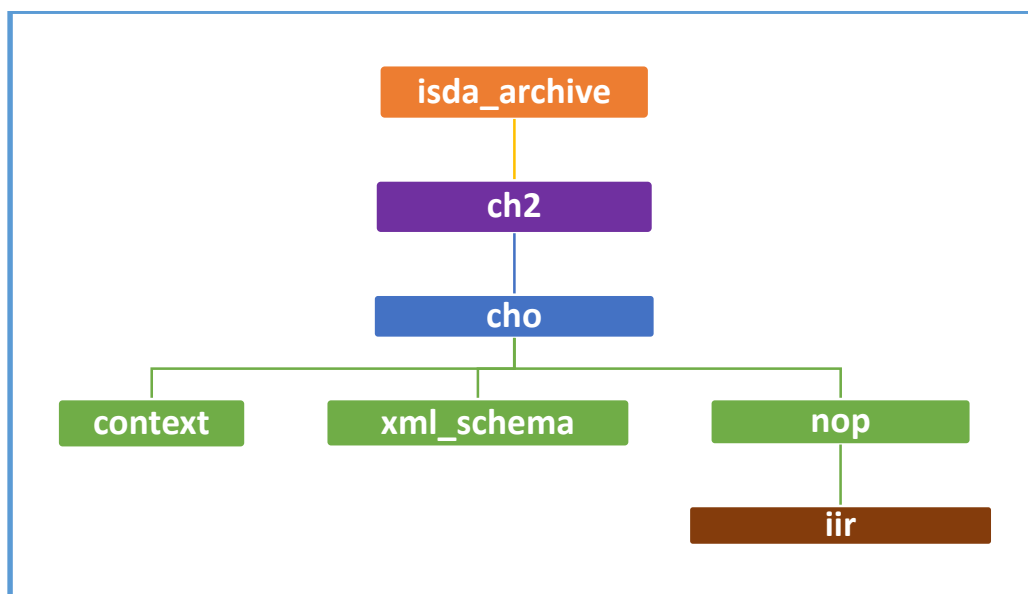 isda_archive
ch2
cho
context
xml_schema
nop
iir